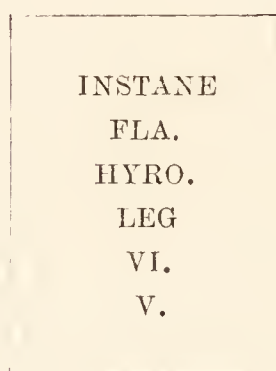 INSTANE
FLA.
HYRO.
LEG
VI.
V.